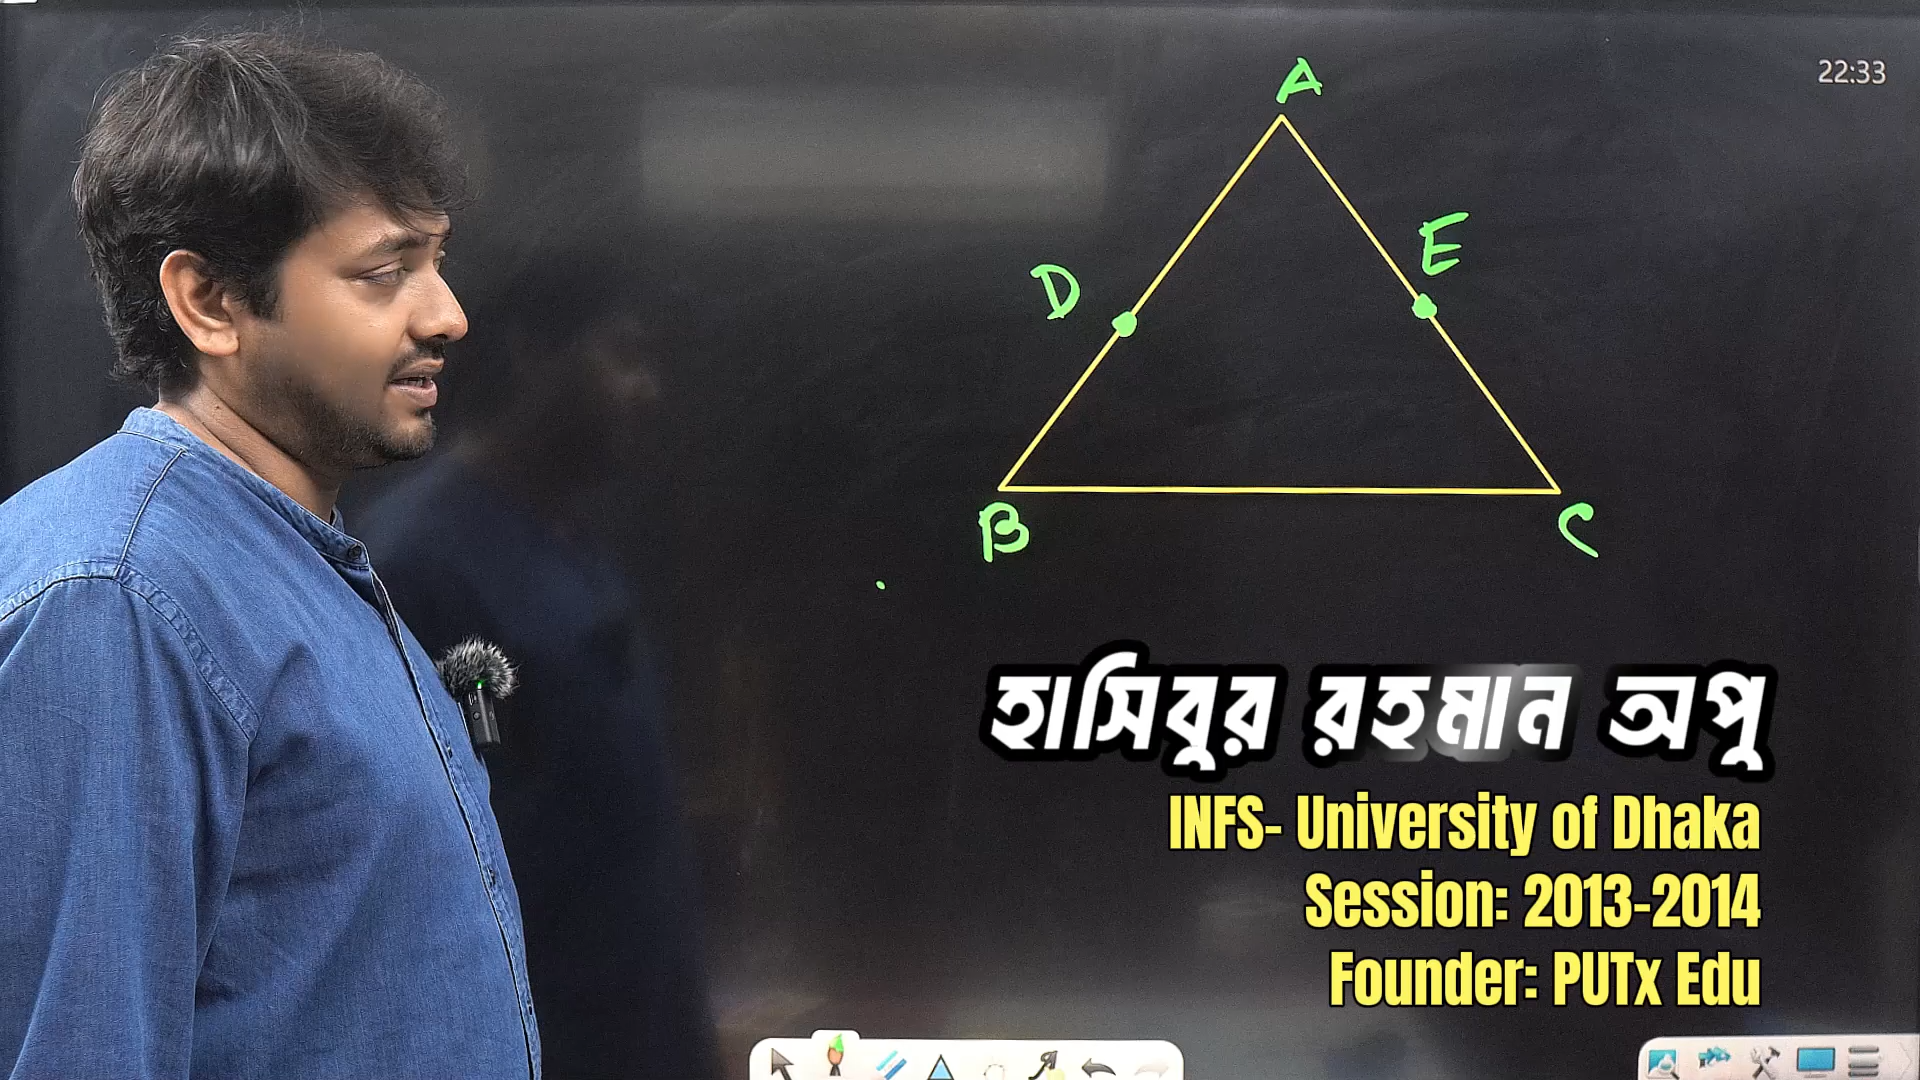 22:33
A
D
E
B
C
হাসিবুর রহমান অপু
INFS- University of Dhaka
Session: 2013-2014
Founder: PUTx Edu